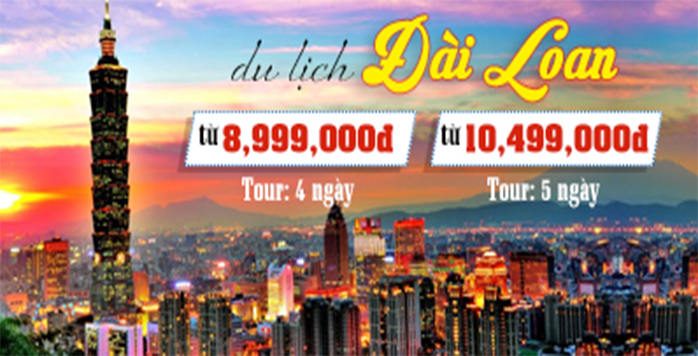 du lịch Đài Loan
từ 8,999,000đ
từ 10,499,000đ
Tour: 4 ngày
Tour: 5 ngày